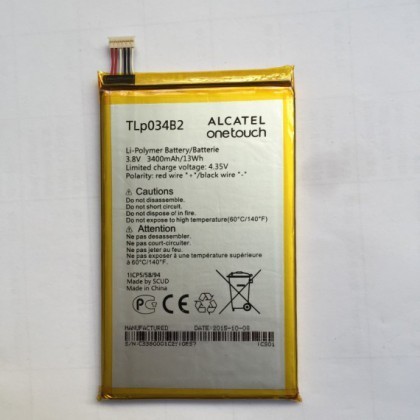 TLp034B2
ALCATEL
onetouch
Li-Polymer Battery/Batterie
3.8V 3400mAh/13Wh
Limited charge voltage: 4.35V
Polarity: red wire "+"/black wire "-"
Cautions
Do not disassemble.
Do not short-circuit.
Do not dispose in fire.
Do not expose to high temperature(60°C/140°F)
Attention
Ne pas desassembler.
Ne pas court-circuiter.
Ne pas jeter au feu.
Ne pas exposer à une température supérieure
à 60°C/140°F.
1ICP5/58/94
Made by SCUD
Made in China
CE
MANUFACTURED DATE:2015-10-09